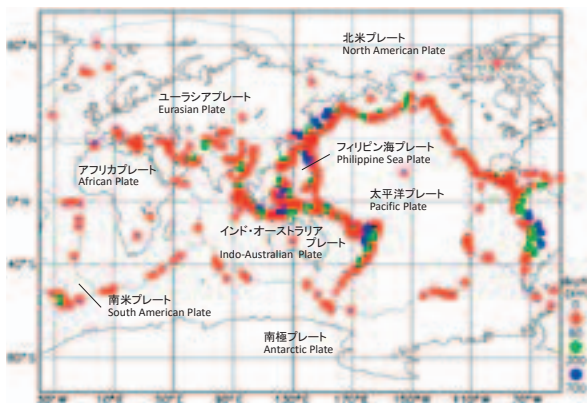 北米プレート
North American Plate
ユーラシアプレート
Eurasian Plate
フィリピン海プレート
Philippine Sea Plate
アフリカプレート
African Plate
太平洋プレート
Pacific Plate
インド・オーストラリア
プレート
Indo-Australian Plate
南米プレート
South American Plate
南極プレート
Antarctic Plate